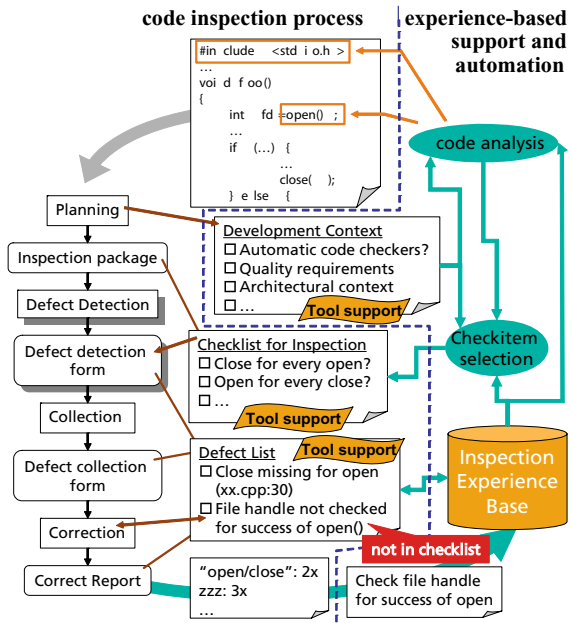 code inspection process
experience-based
support and
automation
#in clude <std i o.h >
...
voi d f oo()
{
int fd =open() ;
...
if (...) {
...
close( );
} e lse {
code analysis
Planning
Inspection package
Defect Detection
Defect detection
form
Collection
Defect collection
form
Correction
Correct Report
Development Context
Automatic code checkers?
Quality requirements
Architectural context
...
Tool support
Checklist for Inspection
Close for every open?
Open for every close?
...
Tool support
Checkitem
selection
Tool support
Defect List
Close missing for open
(xx.cpp:30)
File handle not checked
for success of open()
Inspection
Experience
Base
not in checklist
"open/close": 2x
zzz: 3x
...
Check file handle
for success of open